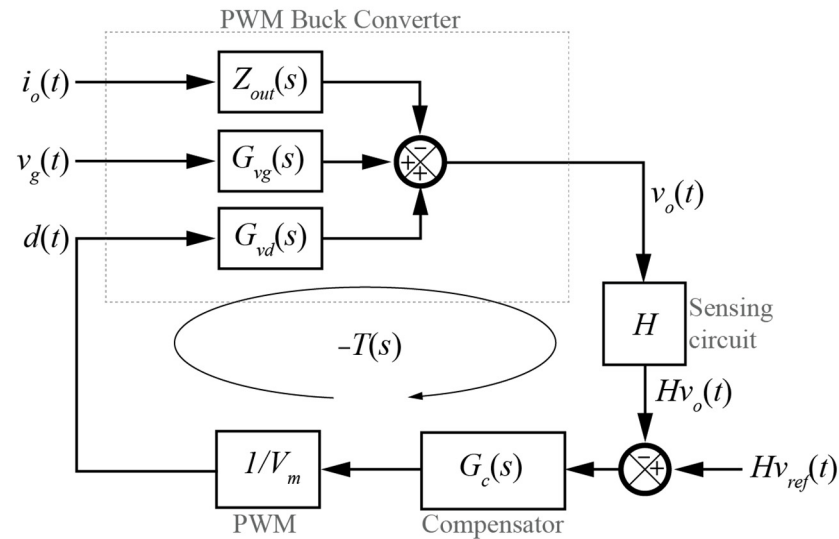 PWM Buck Converter
i_o(t)
Z_out(s)
−
v_g(t)
G_vg(s)
+
+
v_o(t)
d(t)
G_vd(s)
H
Sensing
circuit
–T(s)
Hv_o(t)
−
+
1/V_m
G_c(s)
Hv_ref(t)
PWM
Compensator